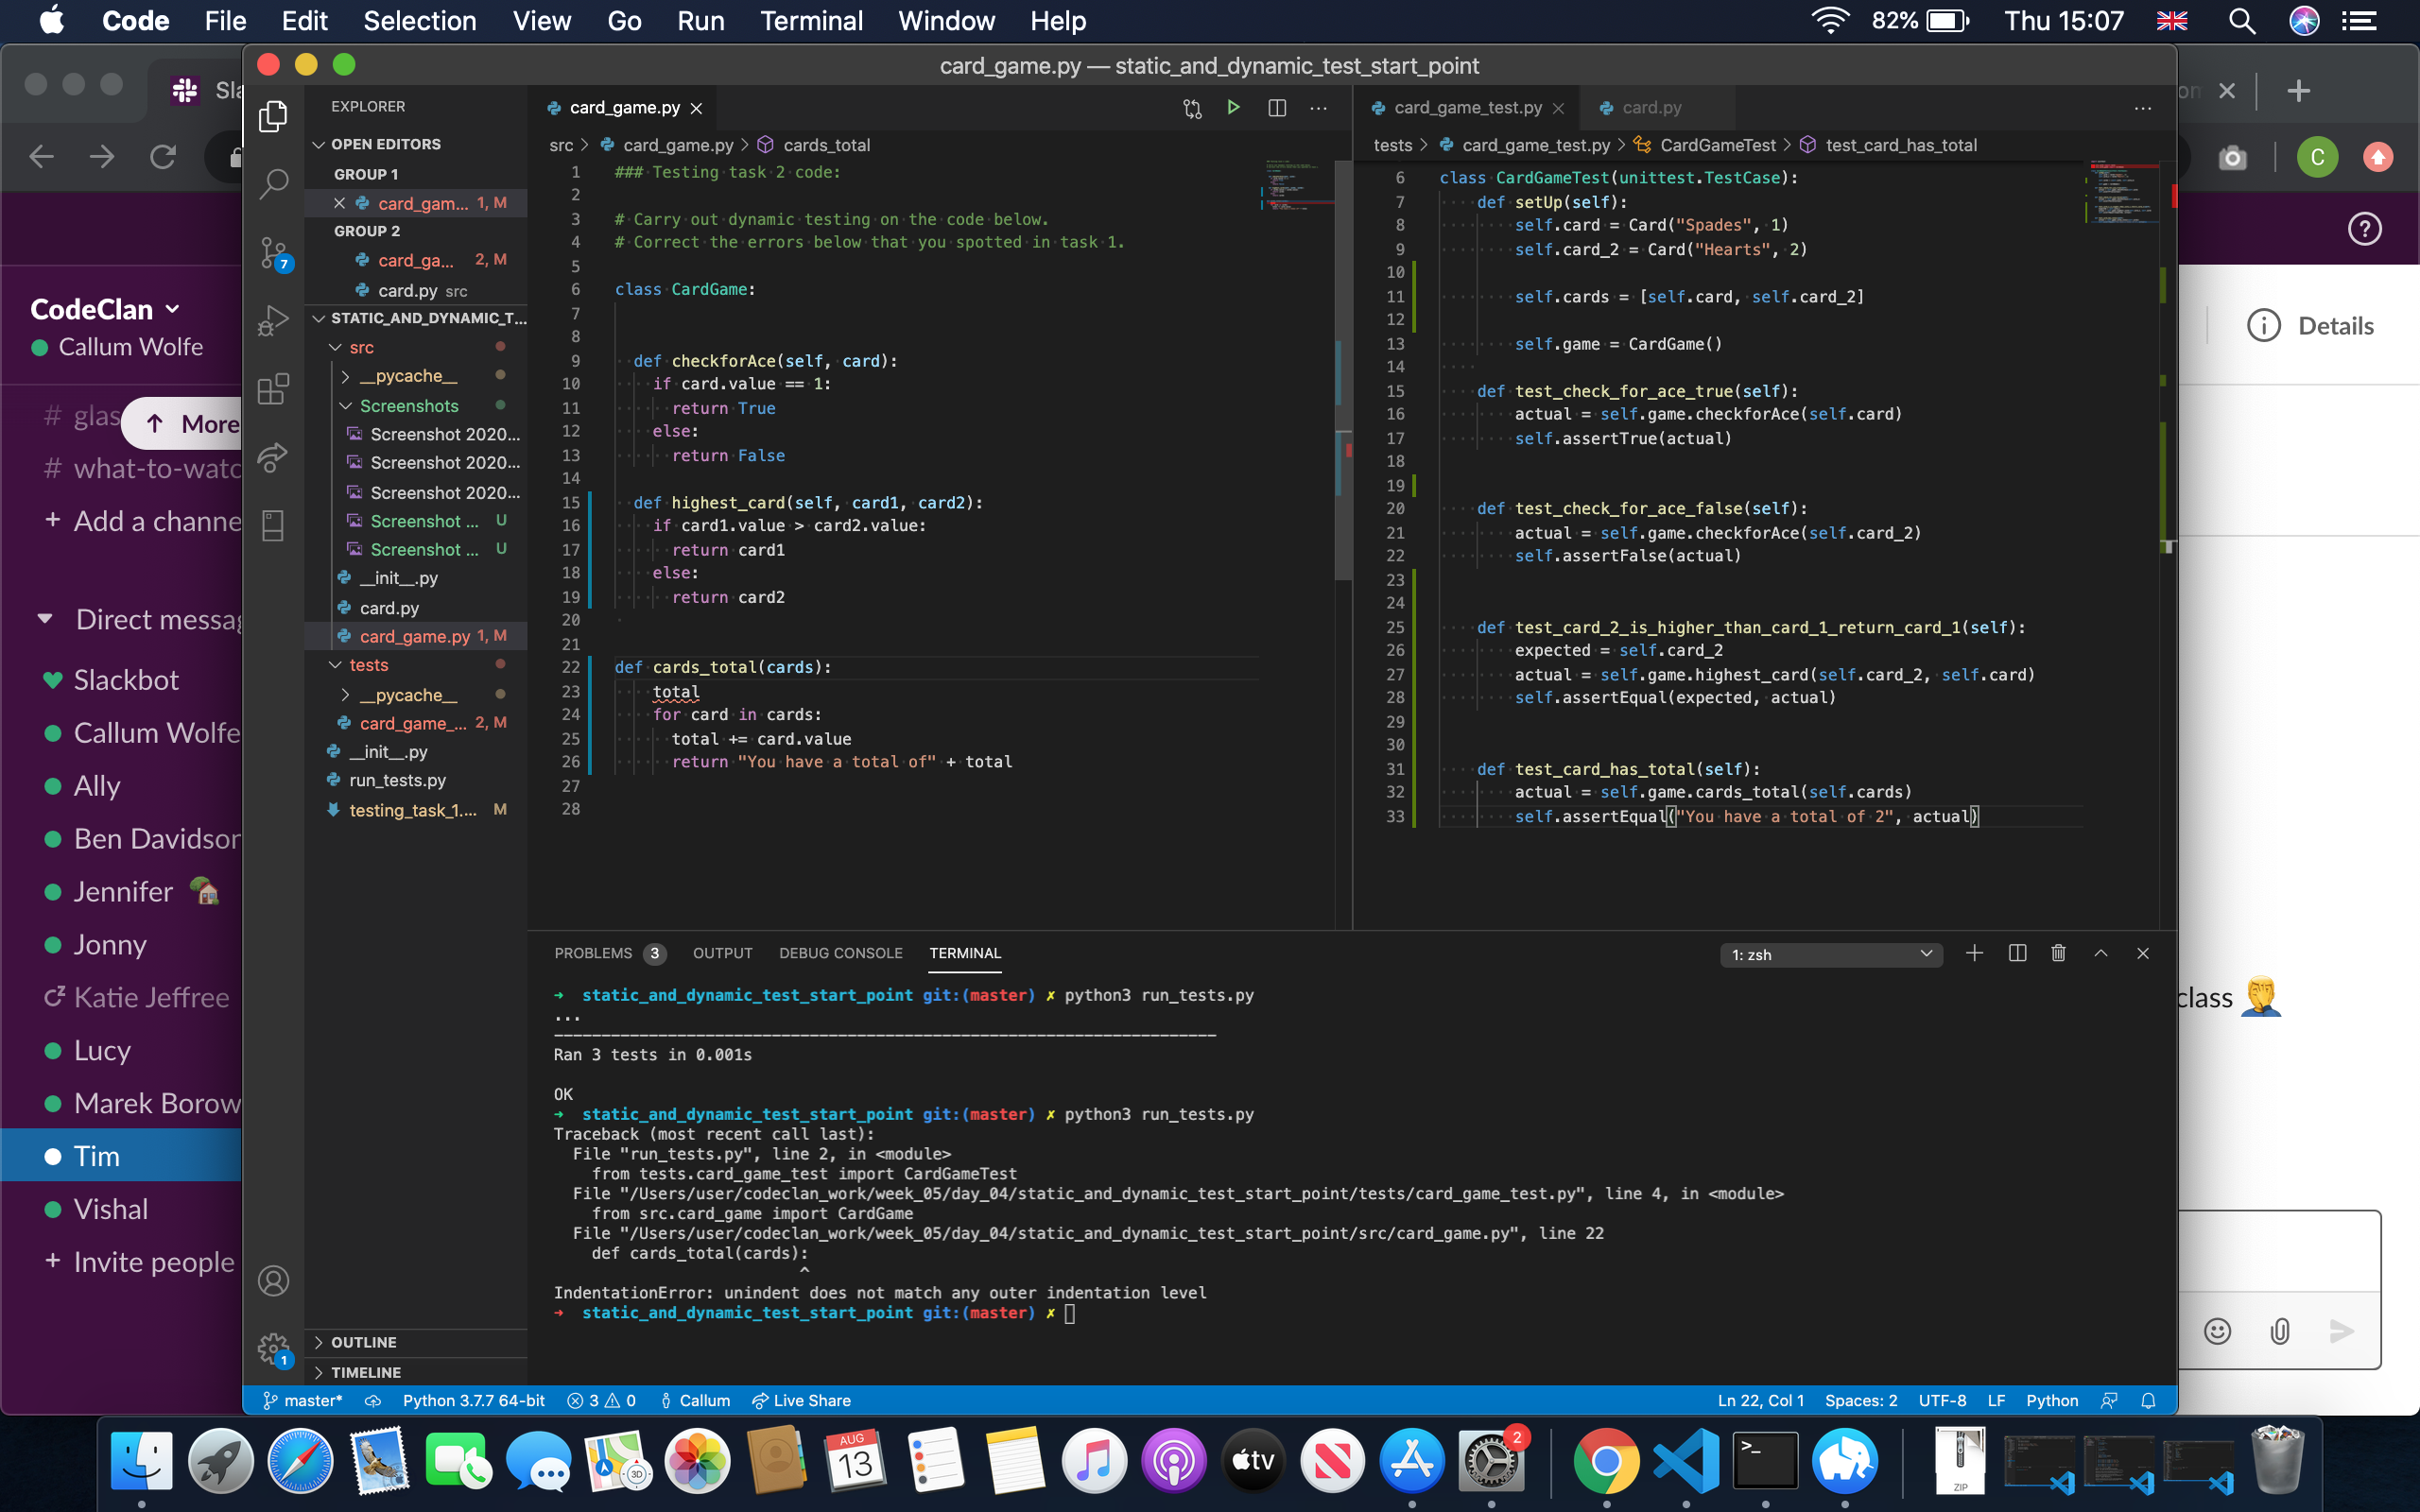 Code File Edit Selection View Go Run Terminal Window Help 82% Thu 15:07
card_game.py — static_and_dynamic_test_start_point
CodeClan
Callum Wolfe
# glas
↑ More
# what-to-watc
+ Add a channe
Direct messag
Slackbot
Callum Wolfe
Ally
Ben Davidson
Jennifer
Jonny
Katie Jeffree
Lucy
Marek Borow
Tim
Vishal
+ Invite people
EXPLORER
OPEN EDITORS
GROUP 1
card_gam... 1, M
GROUP 2
card_ga... 2, M
card.py src
STATIC_AND_DYNAMIC_T...
src
__pycache__
Screenshots
Screenshot 2020...
Screenshot 2020...
Screenshot 2020...
Screenshot ... U
Screenshot ... U
__init__.py
card.py
card_game.py 1, M
tests
__pycache__
card_game_... 2, M
__init__.py
run_tests.py
testing_task_1.... M
OUTLINE
TIMELINE
7
1
card_game.py
src > card_game.py > cards_total
1 ### Testing task 2 code:
2
3 # Carry out dynamic testing on the code below.
4 # Correct the errors below that you spotted in task 1.
5
6 class CardGame:
7
8
9 def checkforAce(self, card):
10 if card.value == 1:
11 return True
12 else:
13 return False
14
15 def highest_card(self, card1, card2):
16 if card1.value > card2.value:
17 return card1
18 else:
19 return card2
20
21
22 def cards_total(cards):
23 total
24 for card in cards:
25 total += card.value
26 return "You have a total of" + total
27
28
card_game_test.py card.py
tests > card_game_test.py > CardGameTest > test_card_has_total
6 class CardGameTest(unittest.TestCase):
7 def setUp(self):
8 self.card = Card("Spades", 1)
9 self.card_2 = Card("Hearts", 2)
10
11 self.cards = [self.card, self.card_2]
12
13 self.game = CardGame()
14
15 def test_check_for_ace_true(self):
16 actual = self.game.checkforAce(self.card)
17 self.assertTrue(actual)
18
19
20 def test_check_for_ace_false(self):
21 actual = self.game.checkforAce(self.card_2)
22 self.assertFalse(actual)
23
24
25 def test_card_2_is_higher_than_card_1_return_card_1(self):
26 expected = self.card_2
27 actual = self.game.highest_card(self.card_2, self.card)
28 self.assertEqual(expected, actual)
29
30
31 def test_card_has_total(self):
32 actual = self.game.cards_total(self.cards)
33 self.assertEqual("You have a total of 2", actual)
PROBLEMS 3 OUTPUT DEBUG CONSOLE TERMINAL 1: zsh
➜ static_and_dynamic_test_start_point git:(master) ✗ python3 run_tests.py
...
----------------------------------------------------------------------
Ran 3 tests in 0.001s
OK
➜ static_and_dynamic_test_start_point git:(master) ✗ python3 run_tests.py
Traceback (most recent call last):
File "run_tests.py", line 2, in <module>
from tests.card_game_test import CardGameTest
File "/Users/user/codeclan_work/week_05/day_04/static_and_dynamic_test_start_point/tests/card_game_test.py", line 4, in <module>
from src.card_game import CardGame
File "/Users/user/codeclan_work/week_05/day_04/static_and_dynamic_test_start_point/src/card_game.py", line 22
def cards_total(cards):
^
IndentationError: unindent does not match any outer indentation level
➜ static_and_dynamic_test_start_point git:(master) ✗
master* Python 3.7.7 64-bit 3 0 Callum Live Share Ln 22, Col 1 Spaces: 2 UTF-8 LF Python
C
Details
class
AUG
13
3D
tv
2
>_
ZIP